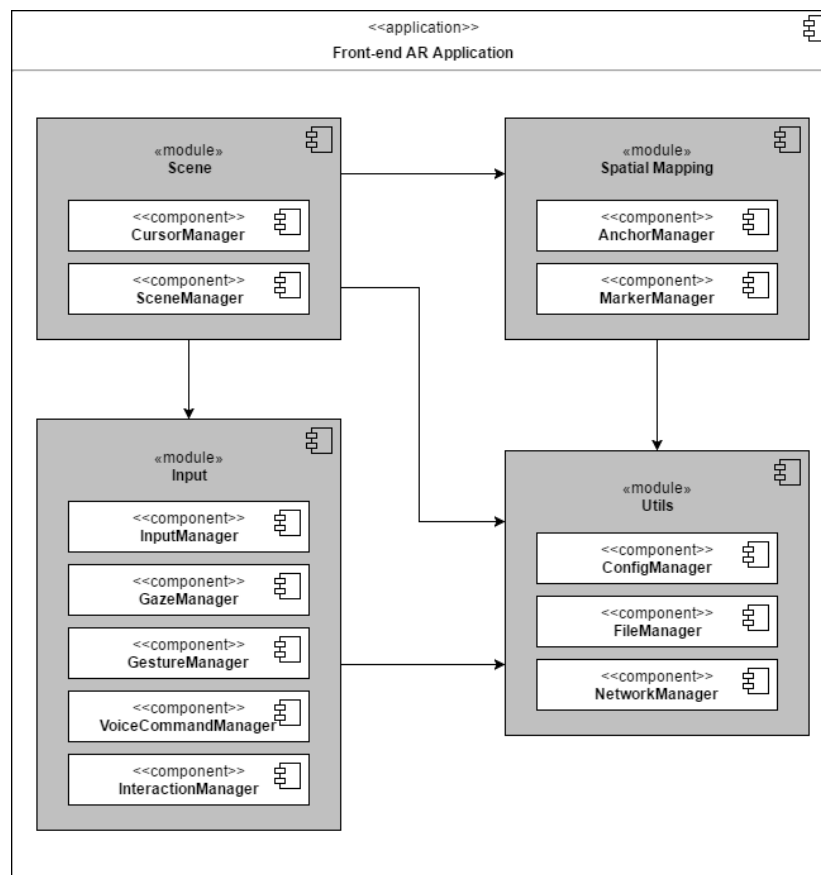 <<application>>
Front-end AR Application
«module»
Scene
<<component>>
CursorManager
<<component>>
SceneManager
«module»
Spatial Mapping
<<component>>
AnchorManager
<<component>>
MarkerManager
«module»
Input
<<component>>
InputManager
<<component>>
GazeManager
<<component>>
GestureManager
<<component>>
VoiceCommandManager
<<component>>
InteractionManager
«module»
Utils
<<component>>
ConfigManager
<<component>>
FileManager
<<component>>
NetworkManager